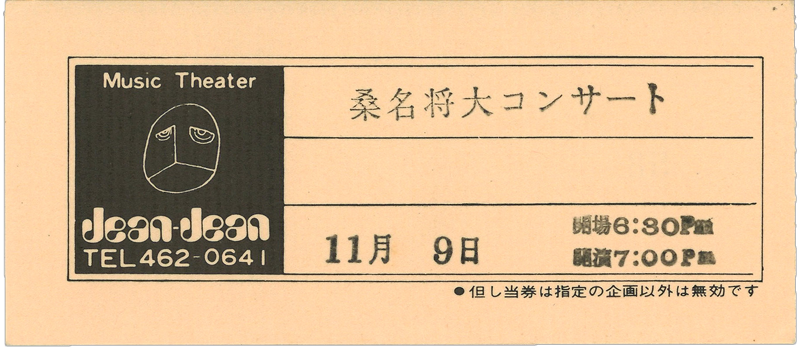 Music Theater
Jean-Jean
TEL 462-0641
桑名将大コンサート
11月 9日
開場6:30Pm
開演7:00Pm
●但し当券は指定の企画以外は無効です